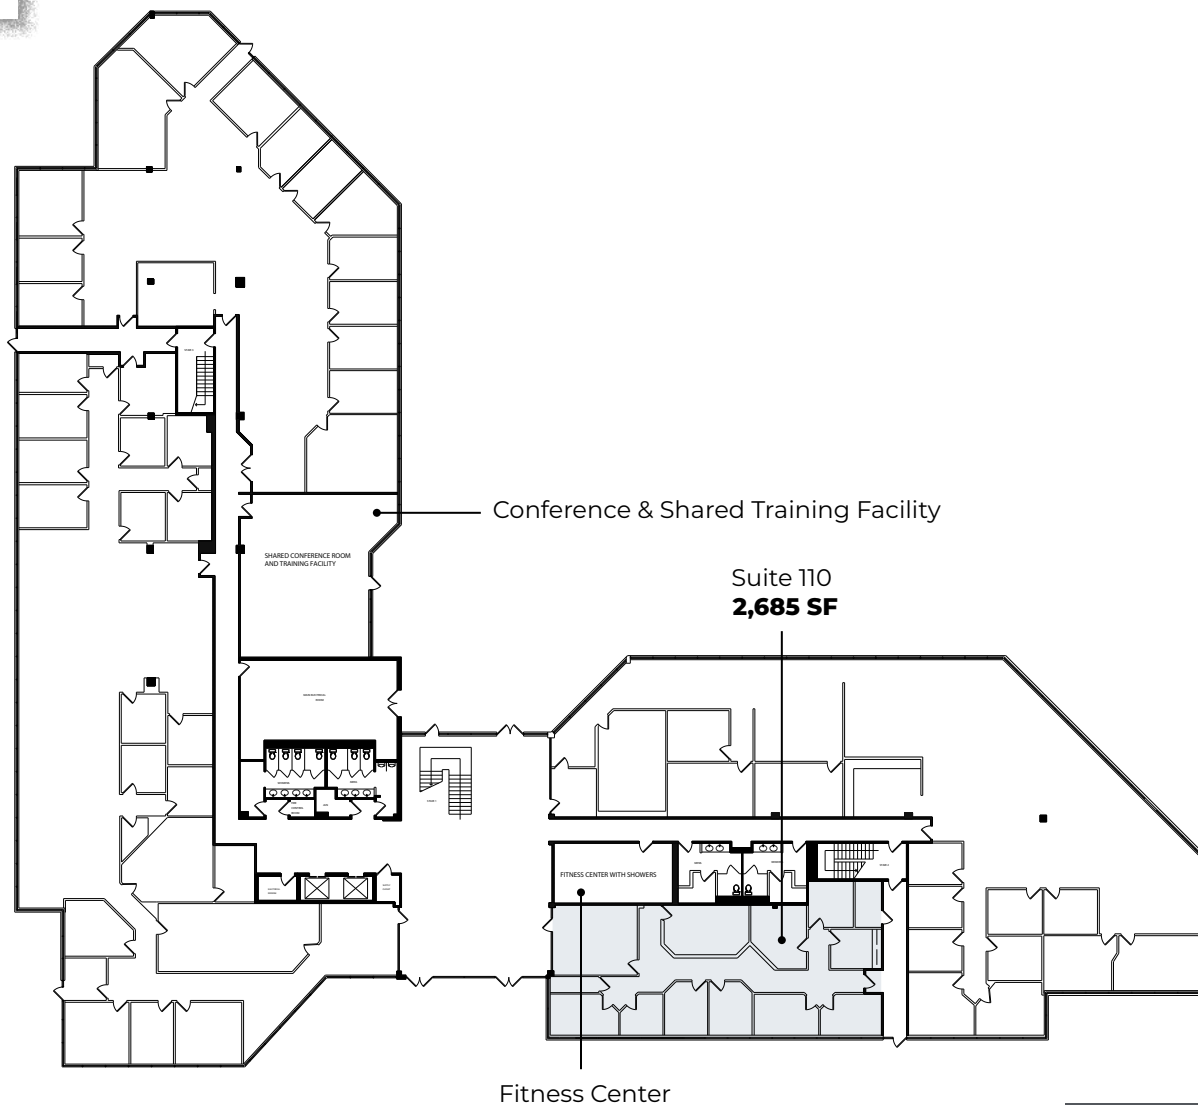 Conference & Shared Training Facility
SHARED CONFERENCE ROOM
AND TRAINING FACILITY
Suite 110
2,685 SF
FITNESS CENTER WITH SHOWERS
Fitness Center